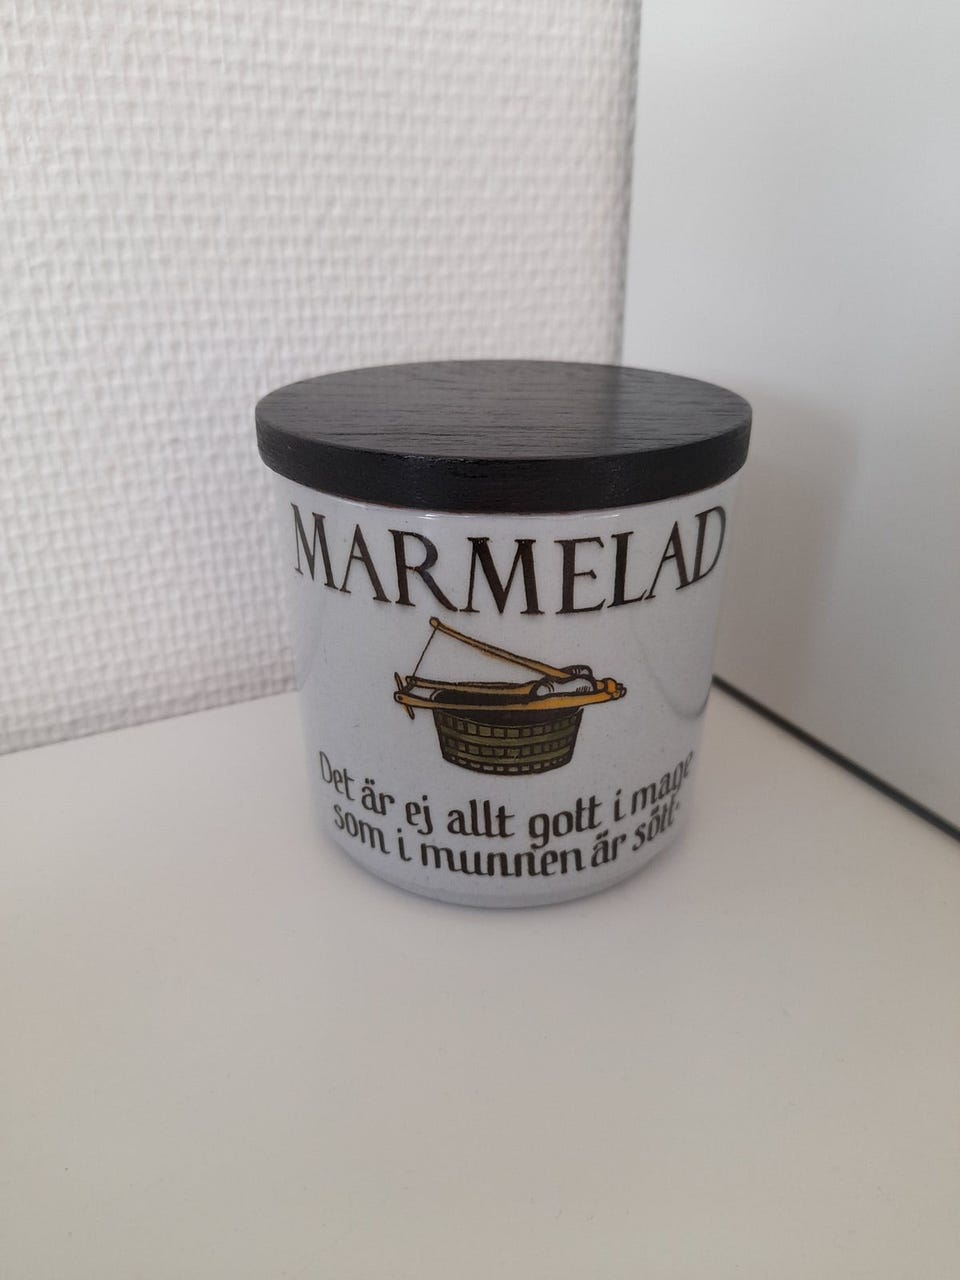 MARMELAD
Det är ej allt gott i mage
som i munnen är sött.